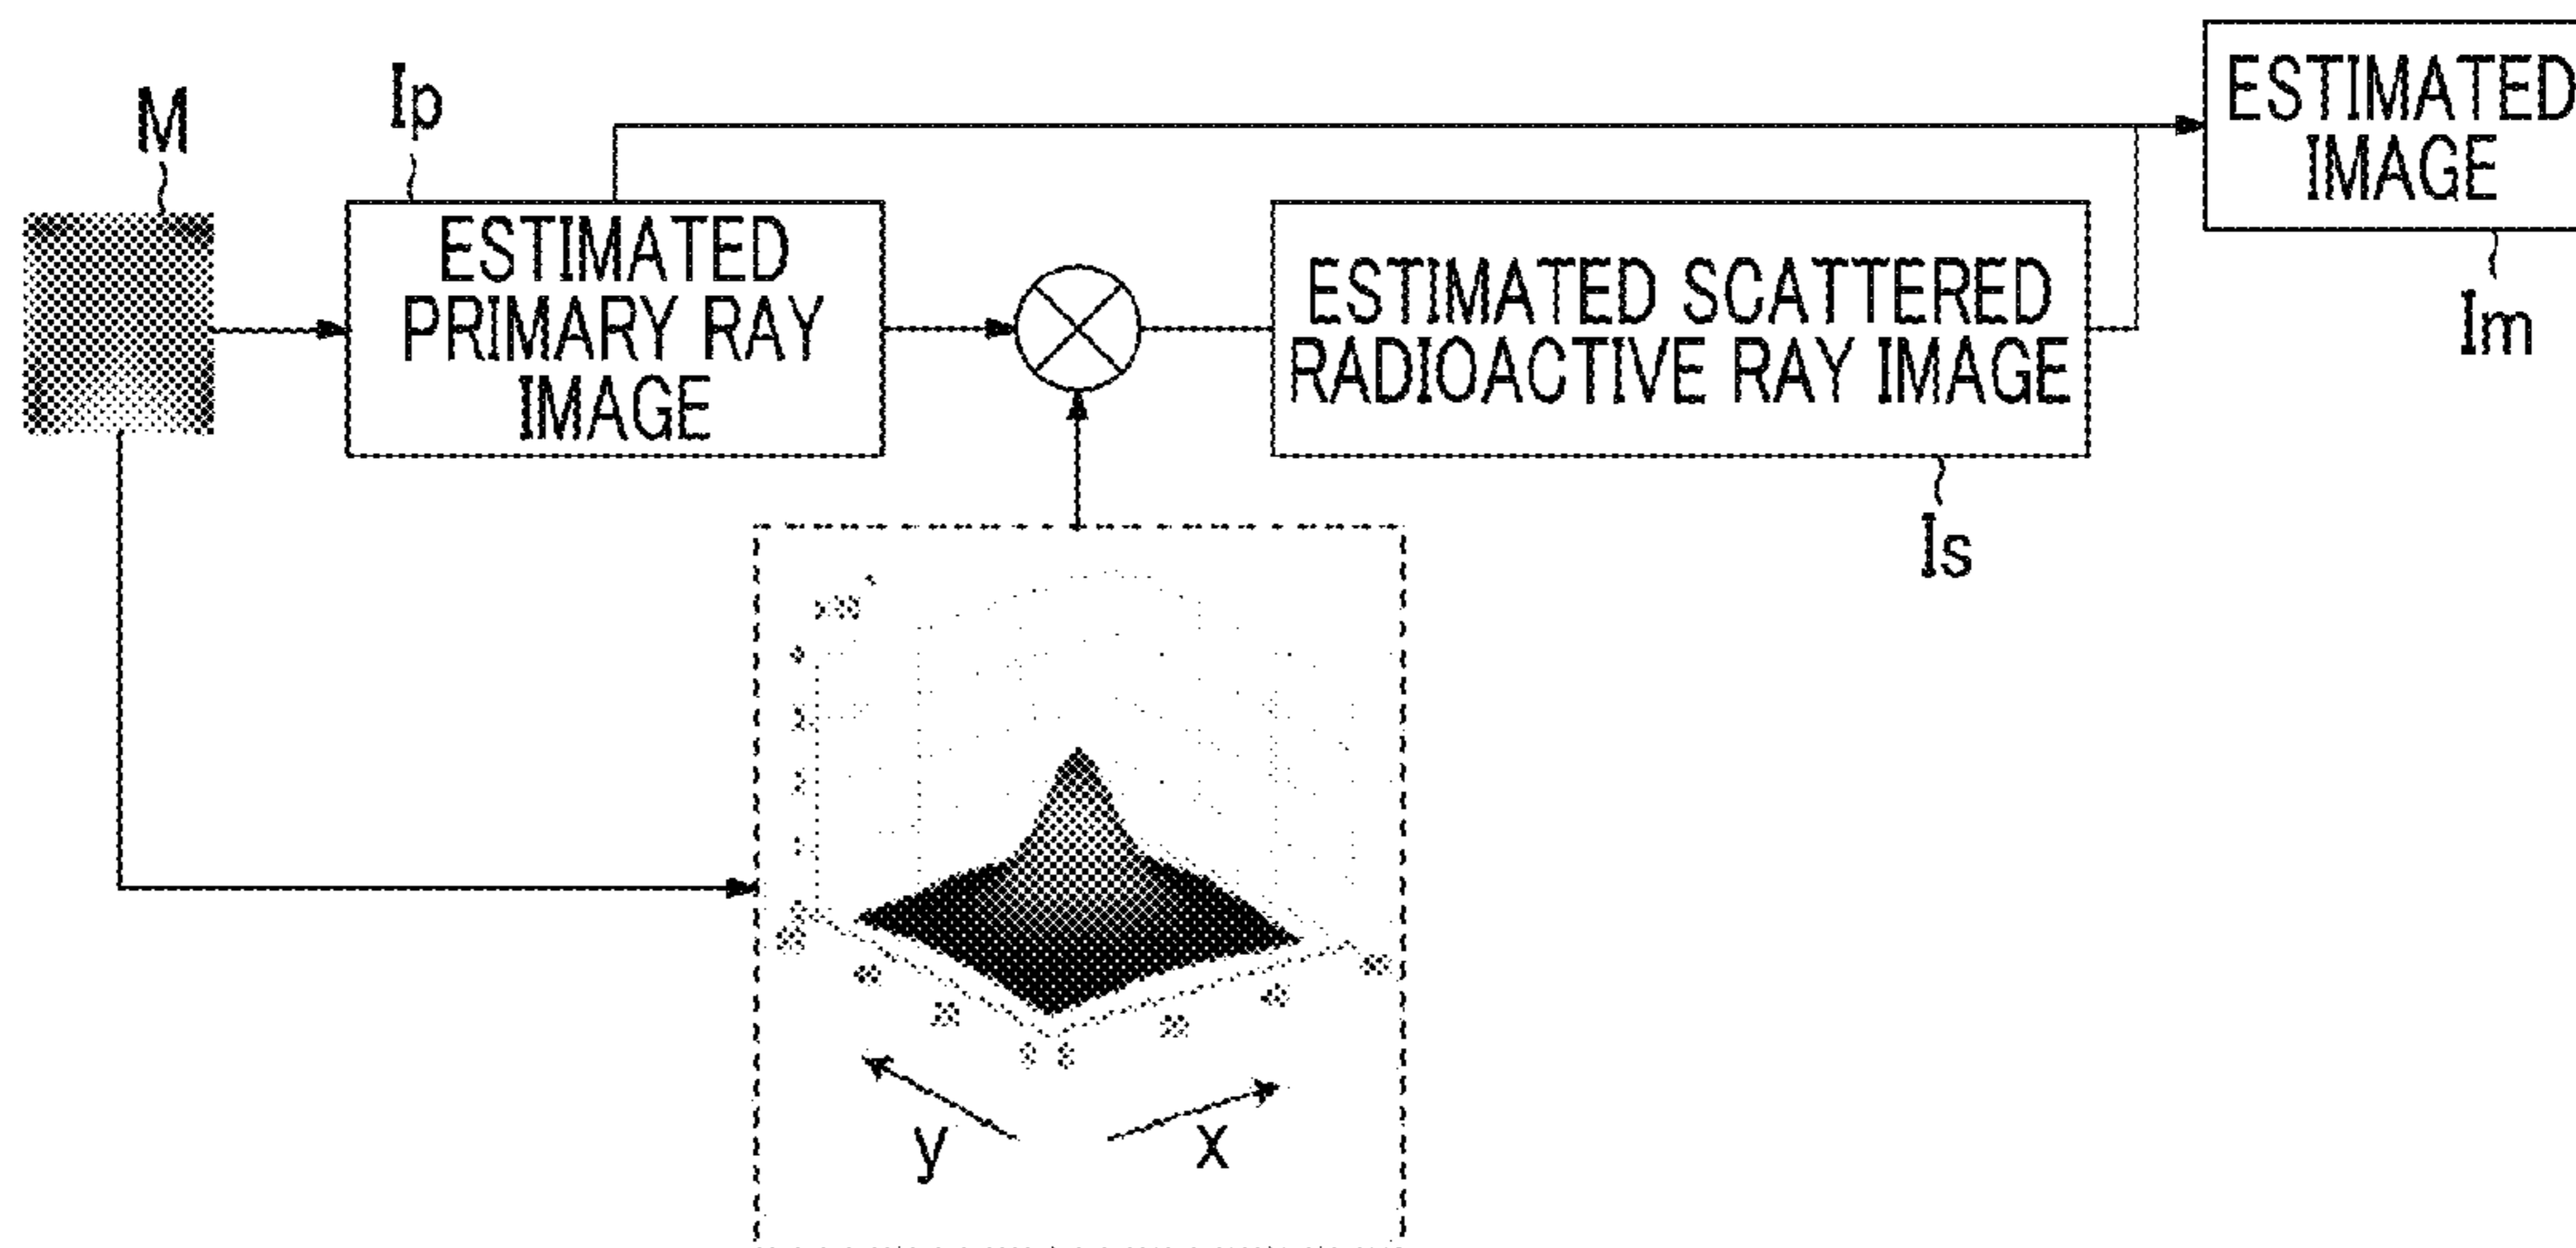 M
Ip
ESTIMATED
PRIMARY RAY
IMAGE
ESTIMATED SCATTERED
RADIOACTIVE RAY IMAGE
Is
ESTIMATED
IMAGE
Im
y
x